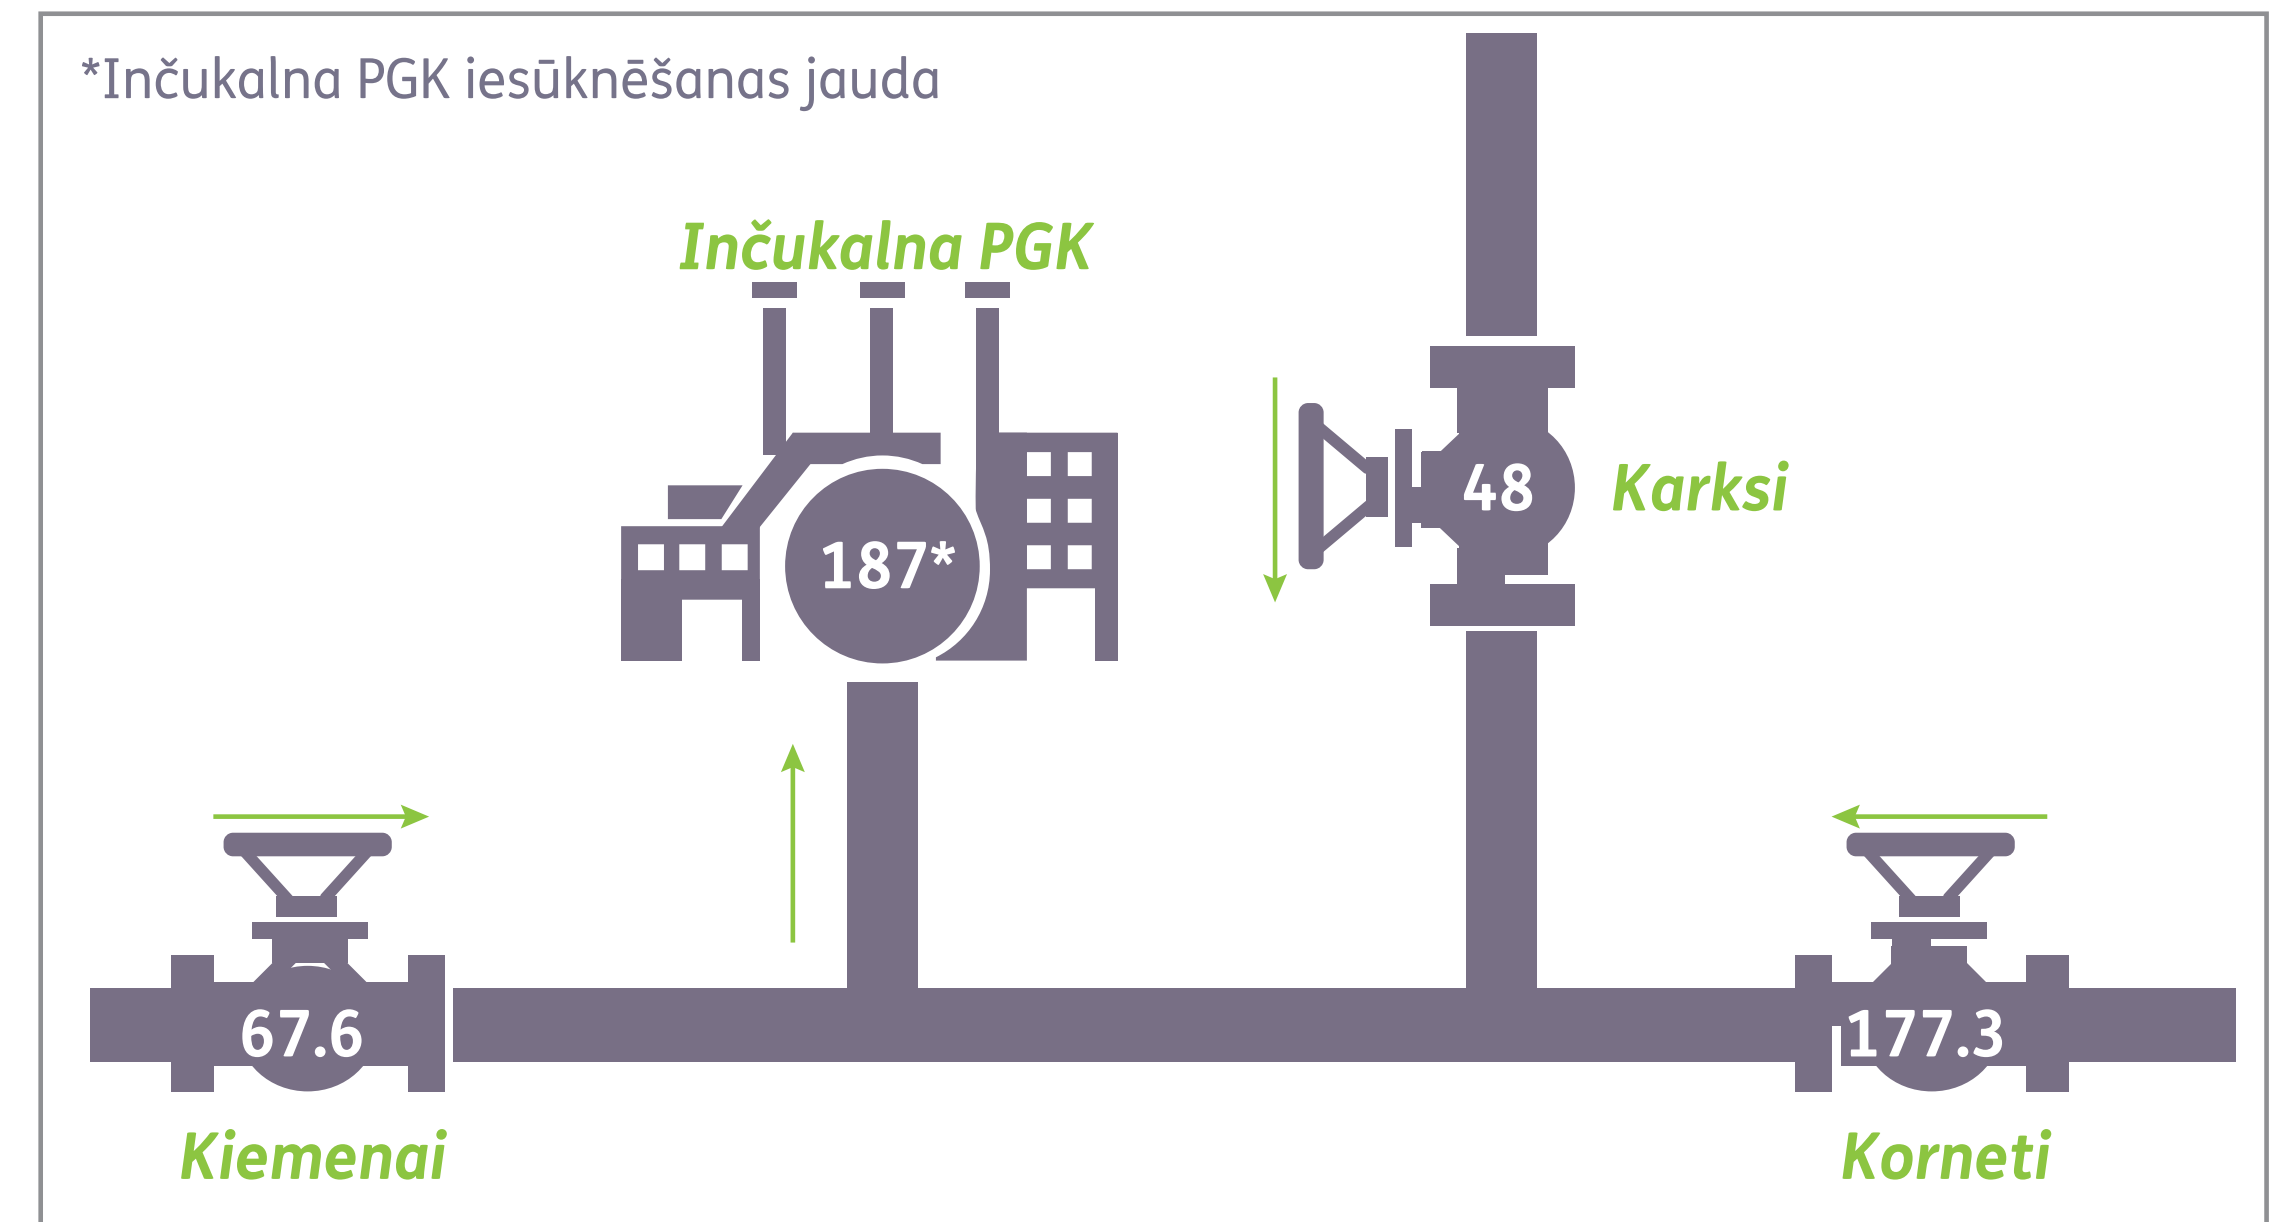 *Inčukalna PGK iesūknēšanas jauda
Inčukalna PGK
187*
48
Karksi
67.6
177.3
Kiemenai
Korneti